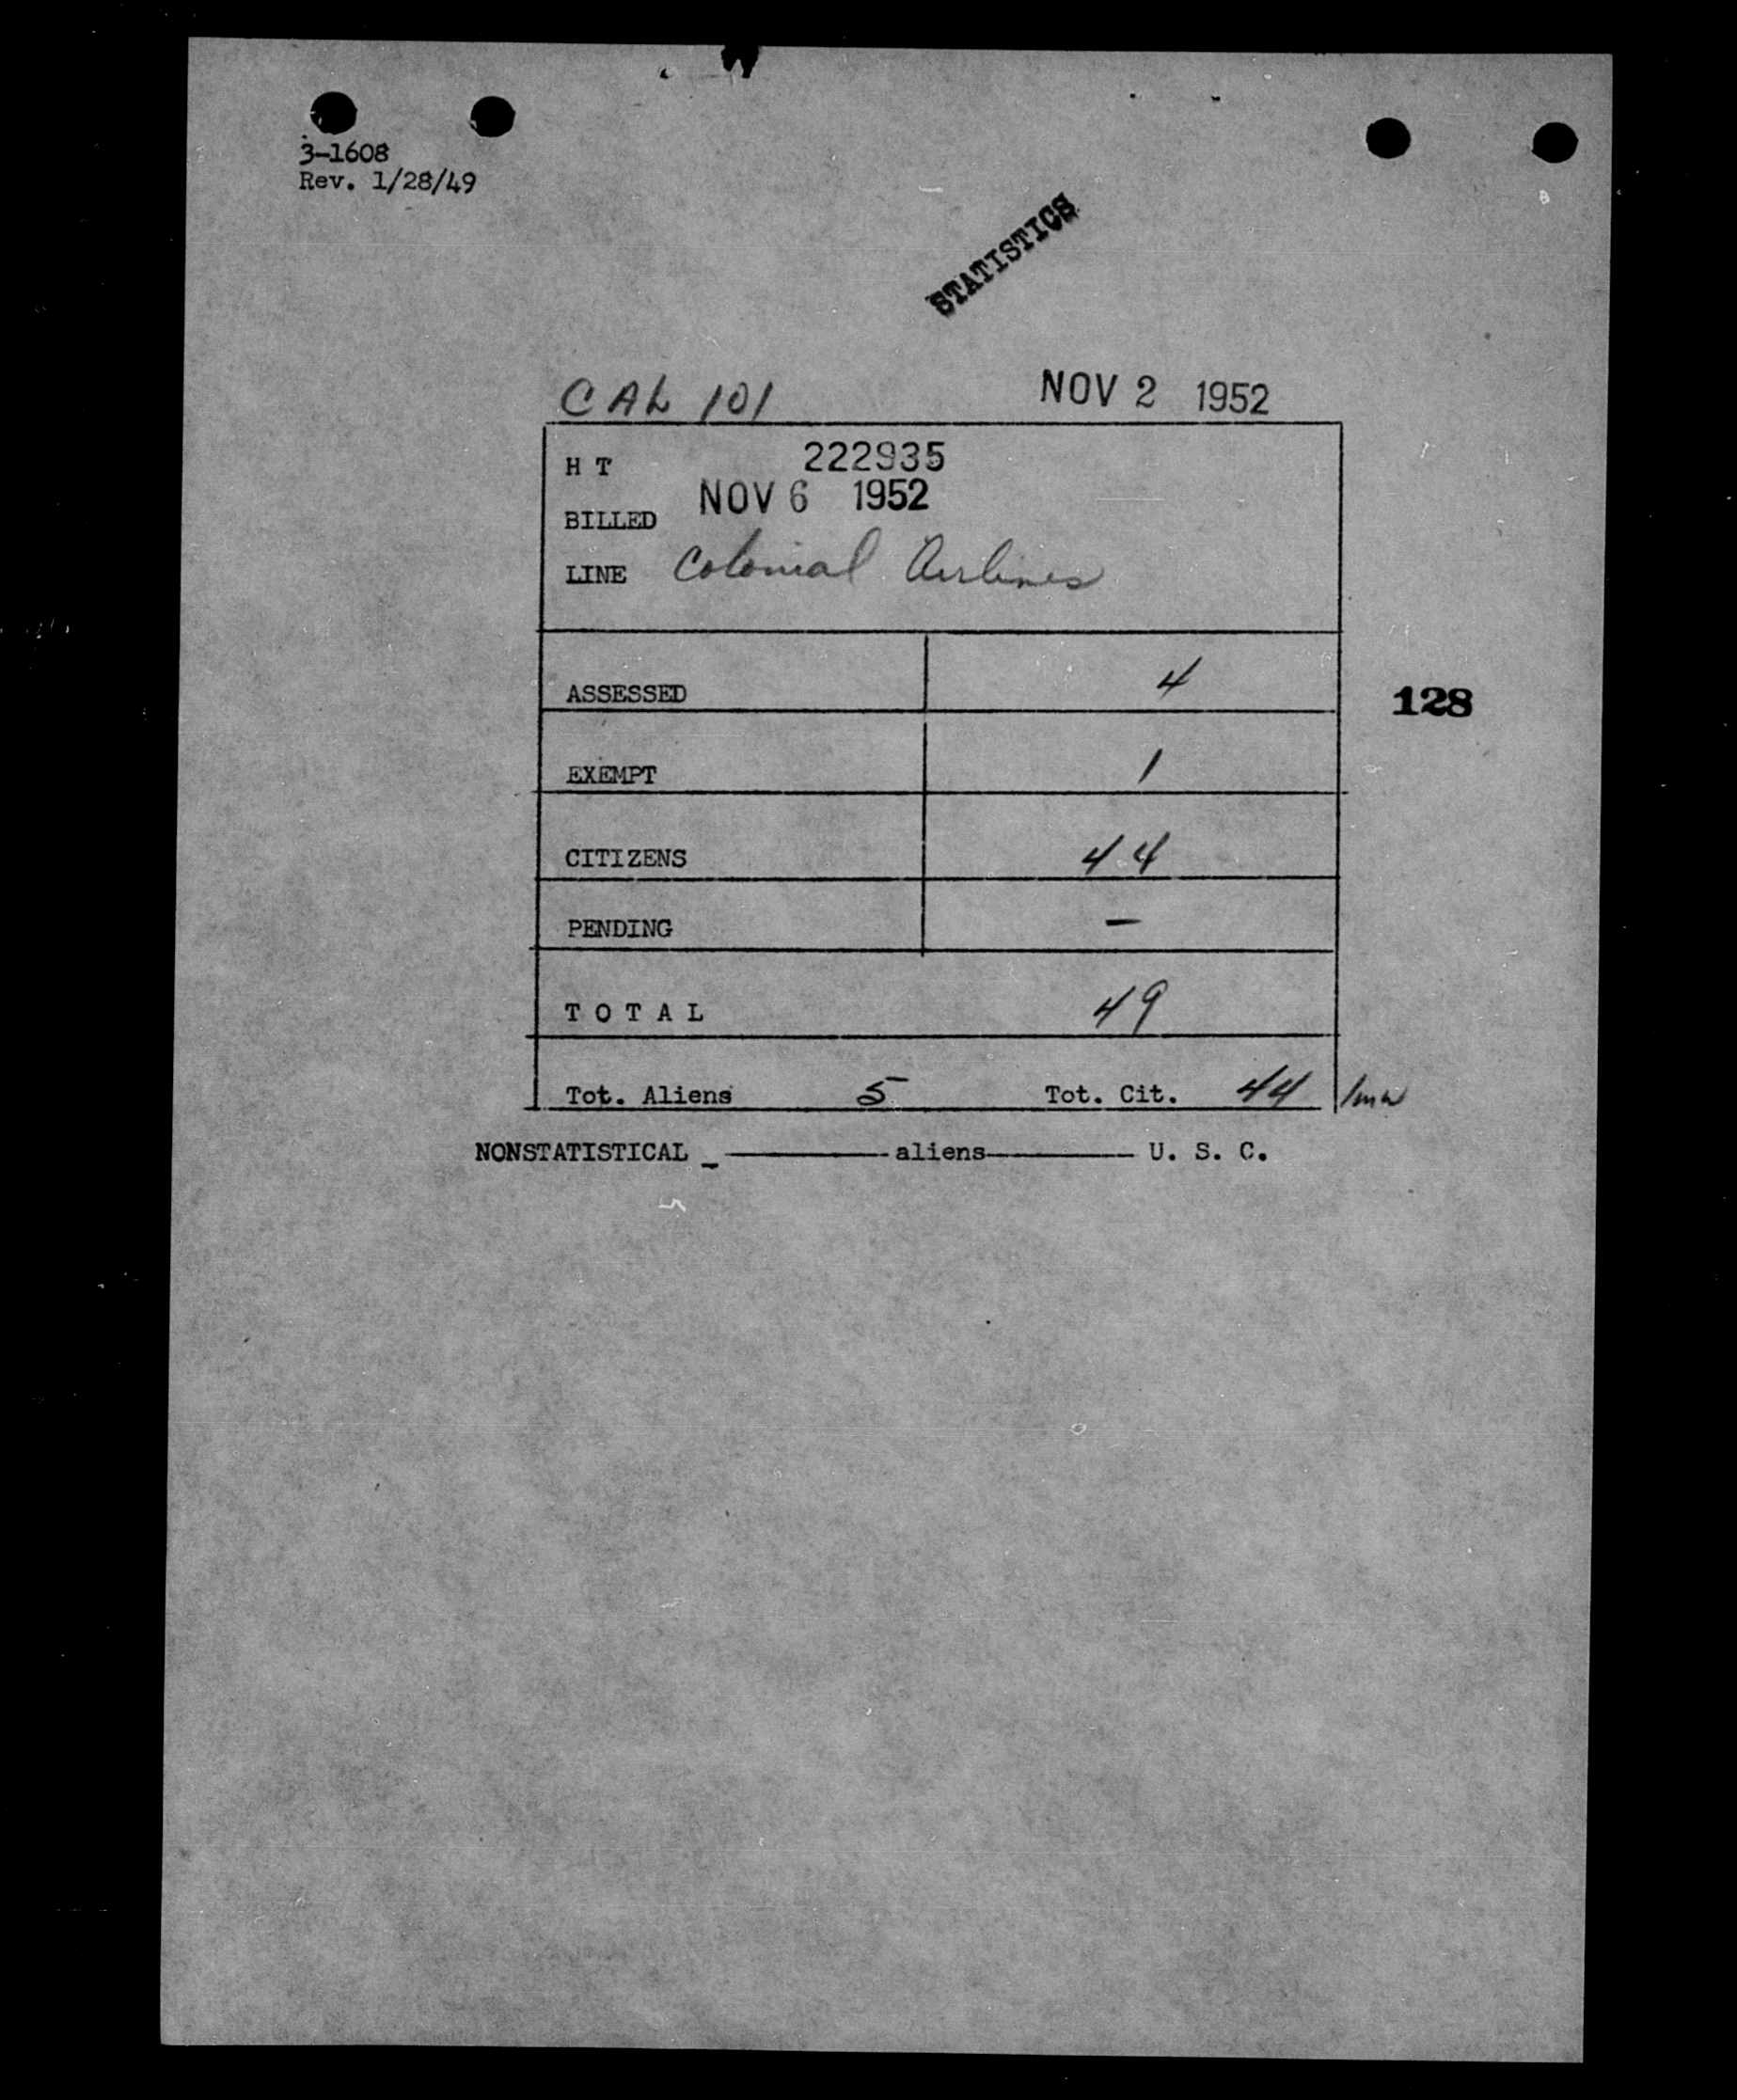 3-1608
Rev. 1/28/49
STATISTICS
CAL 101 NOV 2 1952
H T 222935
BILLED NOV 6 1952
LINE Colonial Airlines
ASSESSED 4
128
EXEMPT 1
CITIZENS 44
PENDING –
TOTAL 49
Tot. Aliens 5 Tot. Cit. 44
NONSTATISTICAL aliens U. S. C.